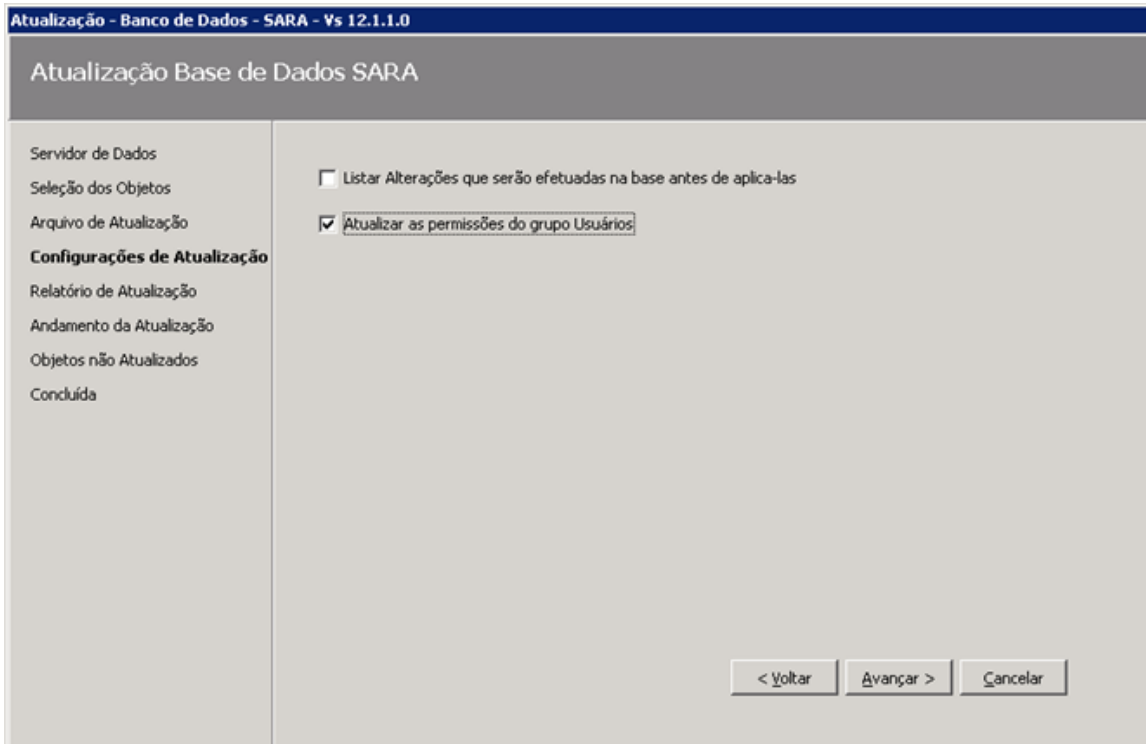 Atualização - Banco de Dados - SARA - Vs 12.1.1.0
Atualização Base de Dados SARA
Servidor de Dados
Seleção dos Objetos
Arquivo de Atualização
Configurações de Atualização
Relatório de Atualização
Andamento da Atualização
Objetos não Atualizados
Concluída
Listar Alterações que serão efetuadas na base antes de aplica-las
Atualizar as permissões do grupo Usuários
< Voltar
Avançar >
Cancelar